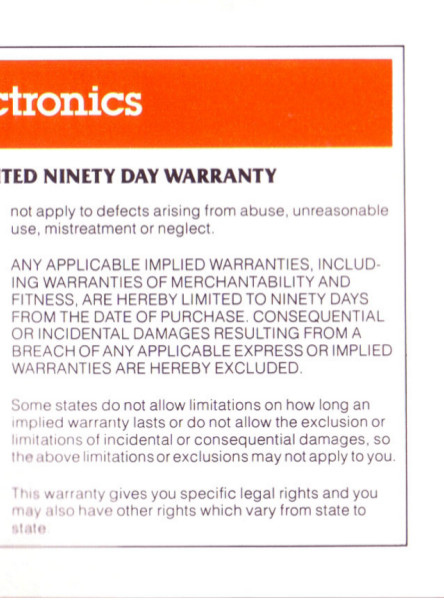 ctronics
ITED NINETY DAY WARRANTY
not apply to defects arising from abuse, unreasonable
use, mistreatment or neglect.
ANY APPLICABLE IMPLIED WARRANTIES, INCLUD-
ING WARRANTIES OF MERCHANTABILITY AND
FITNESS, ARE HEREBY LIMITED TO NINETY DAYS
FROM THE DATE OF PURCHASE. CONSEQUENTIAL
OR INCIDENTAL DAMAGES RESULTING FROM A
BREACH OF ANY APPLICABLE EXPRESS OR IMPLIED
WARRANTIES ARE HEREBY EXCLUDED.
Some states do not allow limitations on how long an
implied warranty lasts or do not allow the exclusion or
limitations of incidental or consequential damages, so
the above limitations or exclusions may not apply to you.
This warranty gives you specific legal rights and you
may also have other rights which vary from state to
state.